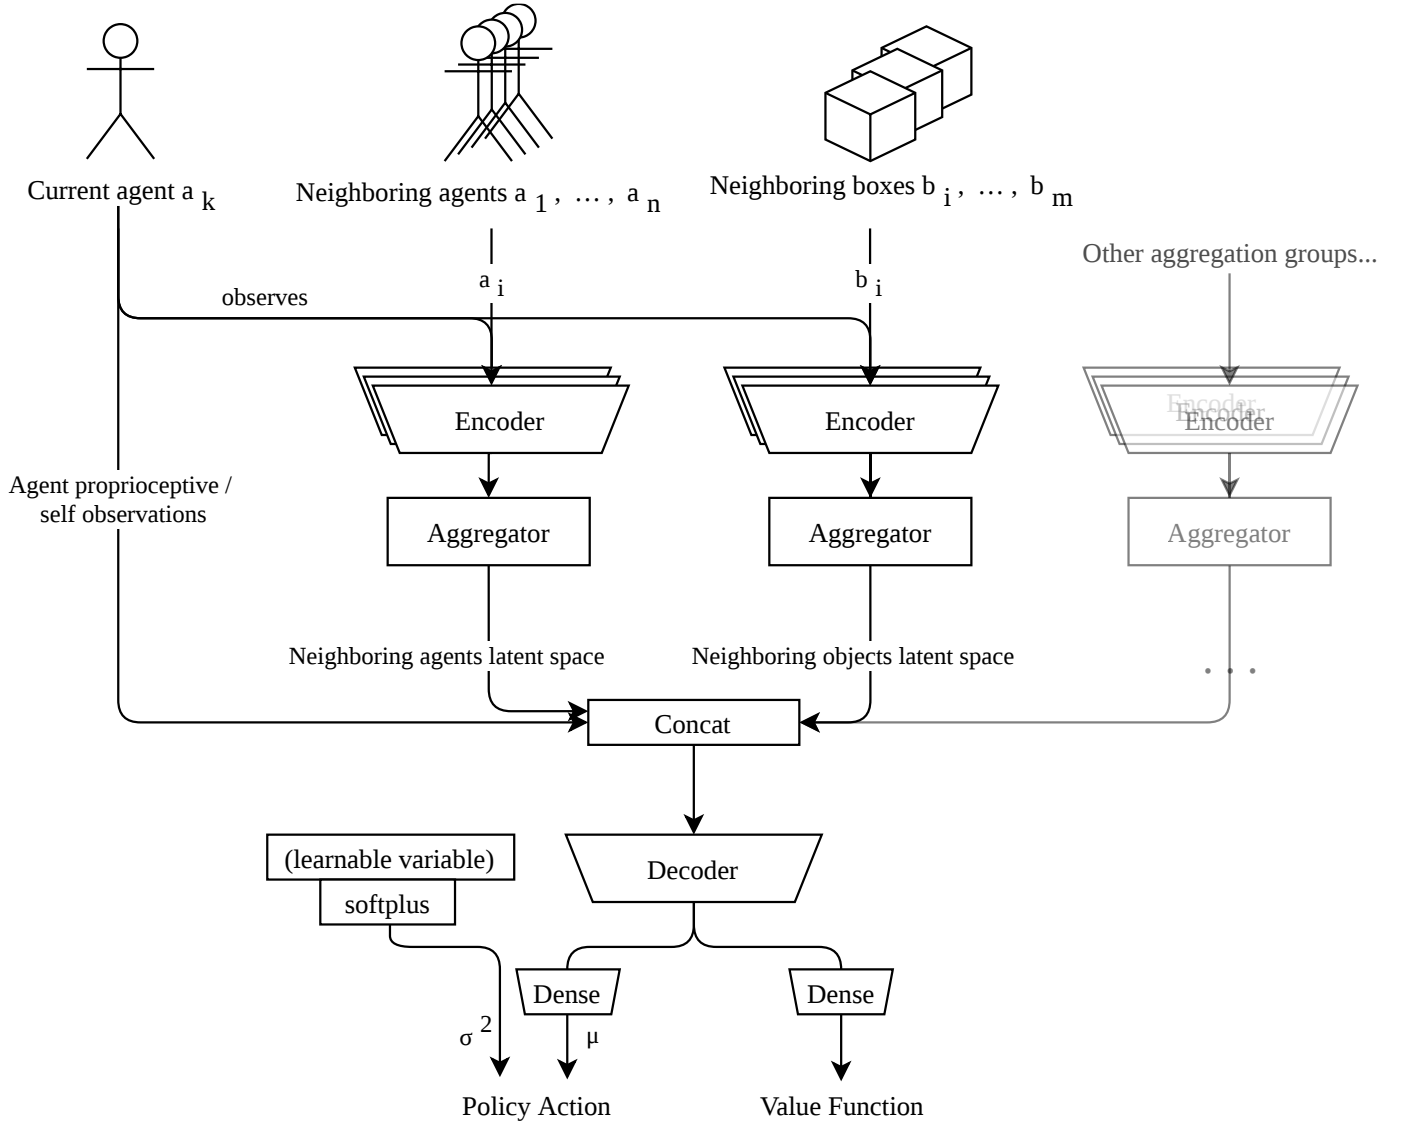 Current agent a k
Neighboring agents a 1 , … , a n
Neighboring boxes b i , … , b m
Other aggregation groups...
a i
b i
observes
Encoder
Encoder
Encoder
Encoder
Encoder
Agent proprioceptive /
self observations
Aggregator
Aggregator
Aggregator
Neighboring agents latent space
Neighboring objects latent space
. . .
Concat
(learnable variable)
softplus
Decoder
Dense
Dense
σ 2
μ
Policy Action
Value Function